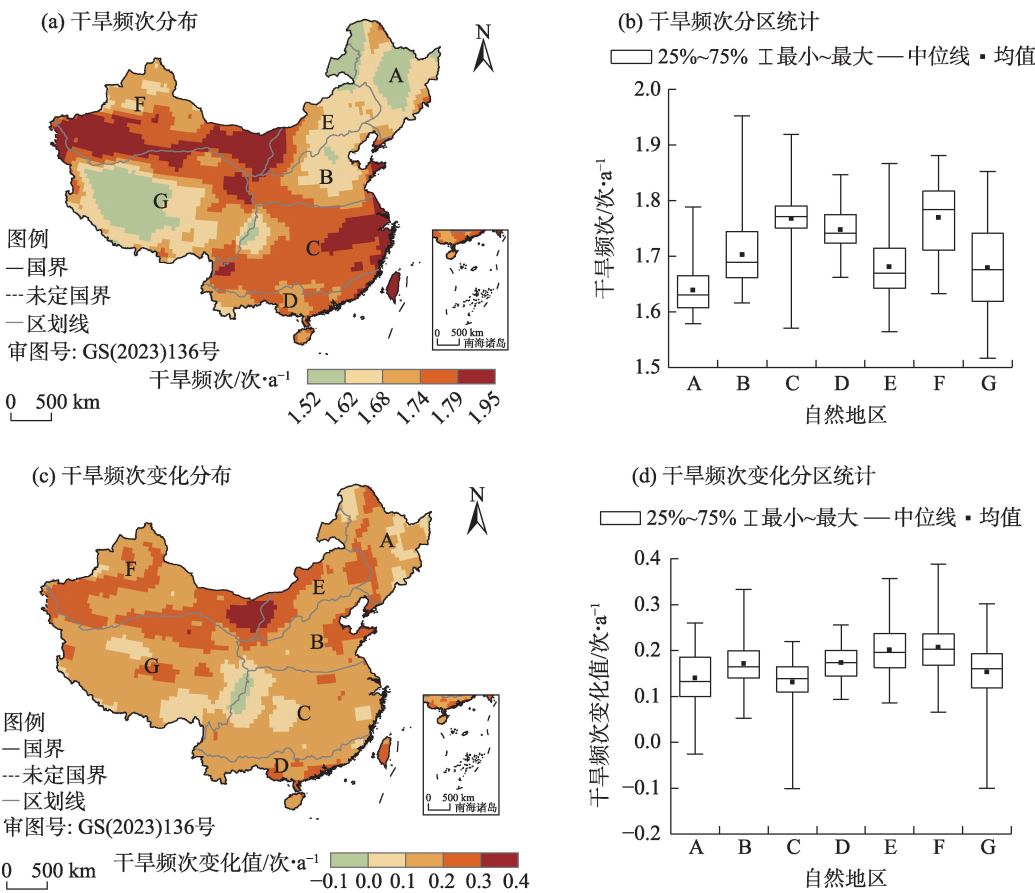 (a) 干旱频次分布
N
A
F
E
B
G
C
D
图例
国界
未定国界
区划线
审图号: GS(2023)136号
0 500 km
南海诸岛
干旱频次/次·a⁻¹
1.52 1.62 1.68 1.74 1.79 1.95
0 500 km
(b) 干旱频次分区统计
25%~75% 最小~最大 中位线 均值
干旱频次/次·a⁻¹
2.0
1.9
1.8
1.7
1.6
1.5
A B C D E F G
自然地区
(c) 干旱频次变化分布
N
A
F
E
B
G
C
D
图例
国界
未定国界
区划线
审图号: GS(2023)136号
0 500 km
南海诸岛
0 500 km
干旱频次变化值/次·a⁻¹
−0.1 0.0 0.1 0.2 0.3 0.4
(d) 干旱频次变化分区统计
25%~75% 最小~最大 中位线 均值
干旱频次变化值/次·a⁻¹
0.4
0.3
0.2
0.1
0.0
−0.1
−0.2
A B C D E F G
自然地区